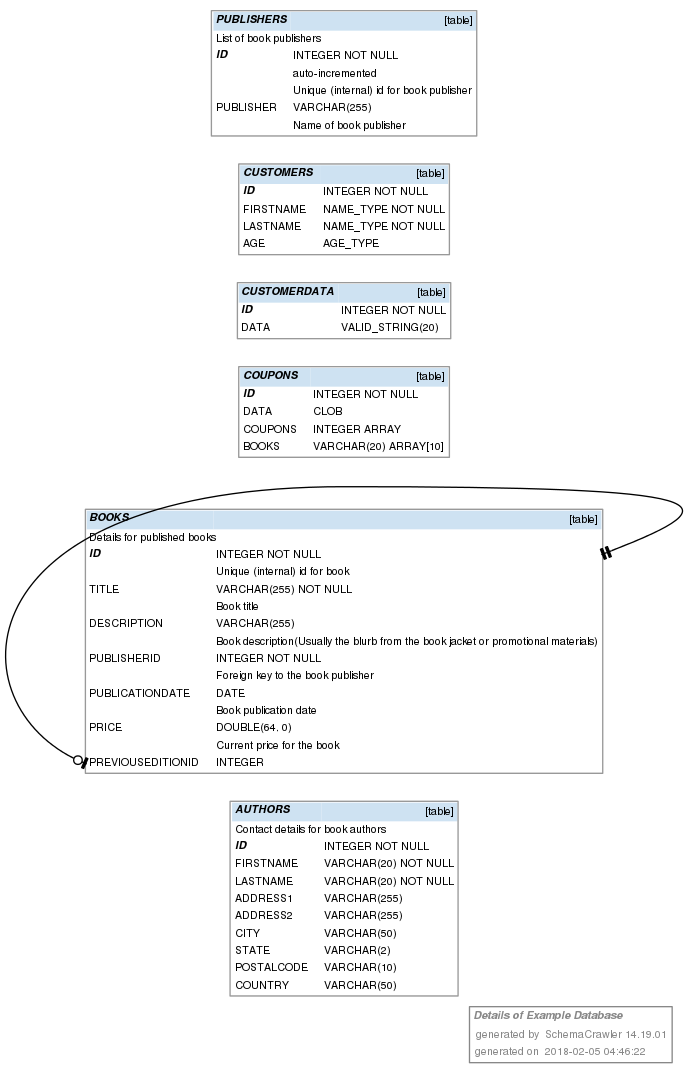 PUBLISHERS [table]
List of book publishers
ID INTEGER NOT NULL
auto-incremented
Unique (internal) id for book publisher
PUBLISHER VARCHAR(255)
Name of book publisher
CUSTOMERS [table]
ID INTEGER NOT NULL
FIRSTNAME NAME_TYPE NOT NULL
LASTNAME NAME_TYPE NOT NULL
AGE AGE_TYPE
CUSTOMERDATA [table]
ID INTEGER NOT NULL
DATA VALID_STRING(20)
COUPONS [table]
ID INTEGER NOT NULL
DATA CLOB
COUPONS INTEGER ARRAY
BOOKS VARCHAR(20) ARRAY[10]
BOOKS [table]
Details for published books
ID INTEGER NOT NULL
Unique (internal) id for book
TITLE VARCHAR(255) NOT NULL
Book title
DESCRIPTION VARCHAR(255)
Book description(Usually the blurb from the book jacket or promotional materials)
PUBLISHERID INTEGER NOT NULL
Foreign key to the book publisher
PUBLICATIONDATE DATE
Book publication date
PRICE DOUBLE(64, 0)
Current price for the book
PREVIOUSEDITIONID INTEGER
AUTHORS [table]
Contact details for book authors
ID INTEGER NOT NULL
FIRSTNAME VARCHAR(20) NOT NULL
LASTNAME VARCHAR(20) NOT NULL
ADDRESS1 VARCHAR(255)
ADDRESS2 VARCHAR(255)
CITY VARCHAR(50)
STATE VARCHAR(2)
POSTALCODE VARCHAR(10)
COUNTRY VARCHAR(50)
Details of Example Database
generated by SchemaCrawler 14.19.01
generated on 2018-02-05 04:46:22